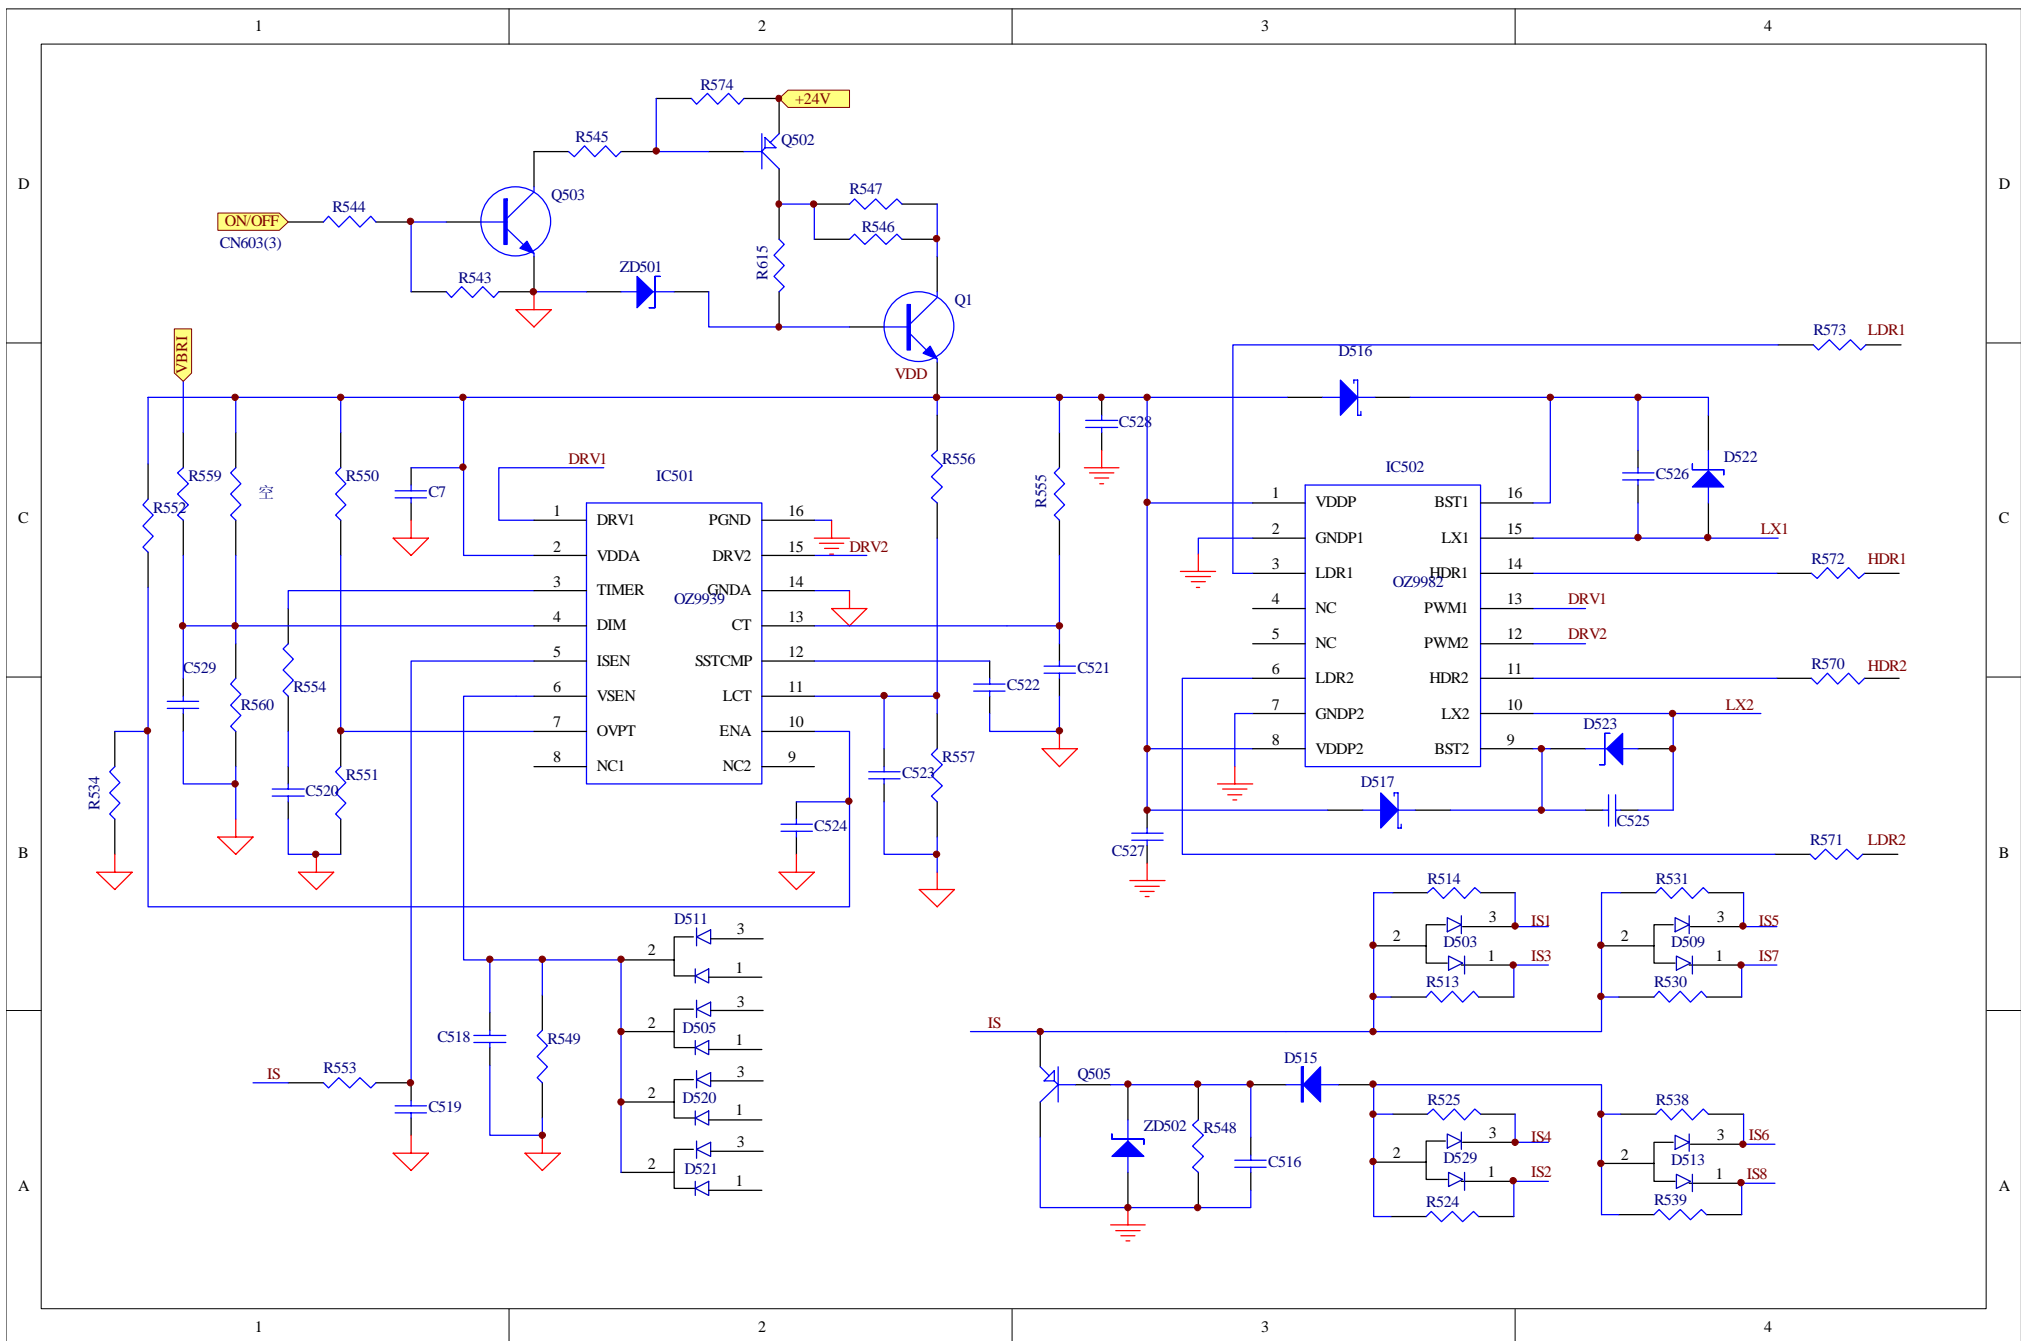 1 2 3 4
D D
R574
+24V
R545
Q502
Q503
R544
R547
ON/OFF
R546
CN603(3)
R615
ZD501
R543
Q1
VBRI
R573 LDR1
D516
VDD
C528
R559
R550
DRV1
R556
C7
空
IC501
R555
R552
IC502
C526
D522
C C
1 DRV1 PGND 16
2 VDDA DRV2 15 DRV2
3 TIMER GNDA 14
OZ9939
4 DIM CT 13
5 ISEN SSTCMP 12
6 VSEN LCT 11
7 OVPT ENA 10
8 NC1 NC2 9
1 VDDP BST1 16
2 GNDP1 LX1 15 LX1
3 LDR1 HDR1 14 R572 HDR1
OZ9982
4 NC PWM1 13 DRV1
5 NC PWM2 12 DRV2
6 LDR2 HDR2 11 R570 HDR2
7 GNDP2 LX2 10 LX2
8 VDDP2 BST2 9
D523
C529
R554
R560
C521
C522
R534
C520
R551
C523
R557
C524
D517
C525
C527
B B
R571 LDR2
R514
R531
D511
3
2
1
3 IS1
2 D503
1 IS3
R513
3 IS5
2 D509
1 IS7
R530
3
2 D505
1
IS
C518
R549
IS R553
C519
3
2 D520
1
3
2 D521
1
Q505
D515
ZD502
R548
C516
R525
3 IS4
2 D529
1 IS2
R524
R538
3 IS6
2 D513
1 IS8
R539
A A
1 2 3 4